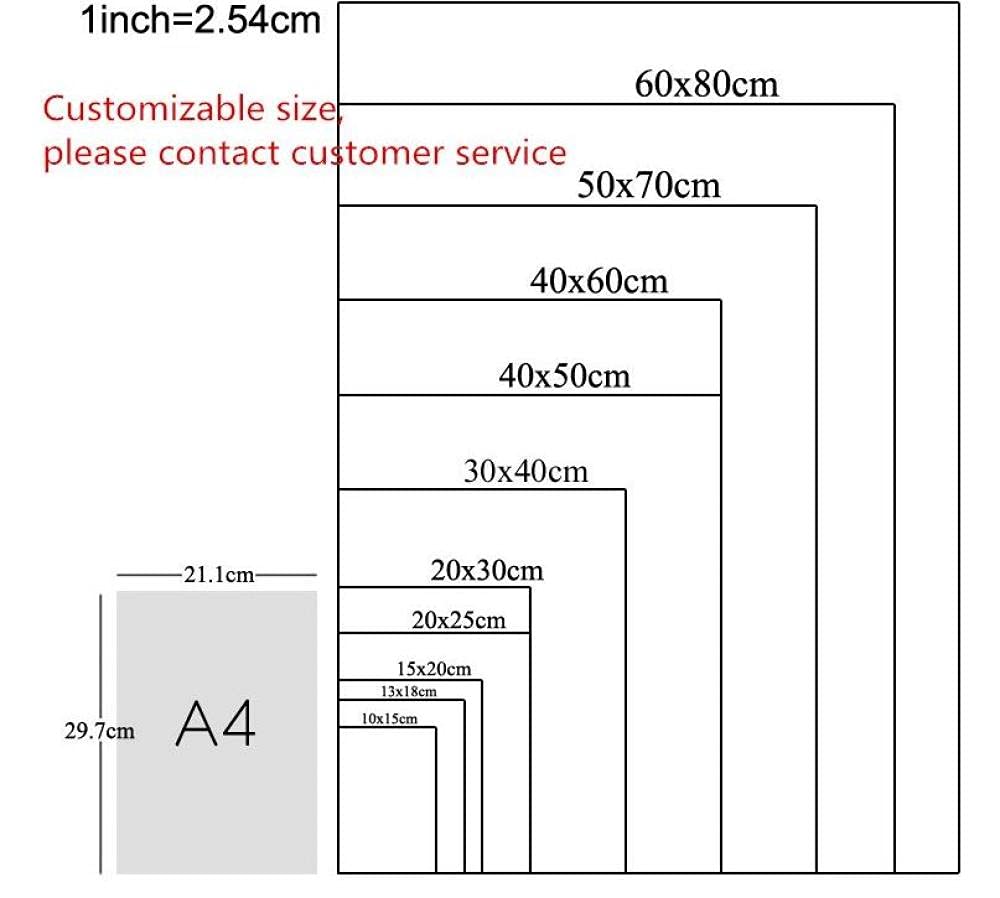 1inch=2.54cm
Customizable size,
please contact customer service
60x80cm
50x70cm
40x60cm
40x50cm
30x40cm
20x30cm
21.1cm
20x25cm
15x20cm
13x18cm
10x15cm
29.7cm
A4